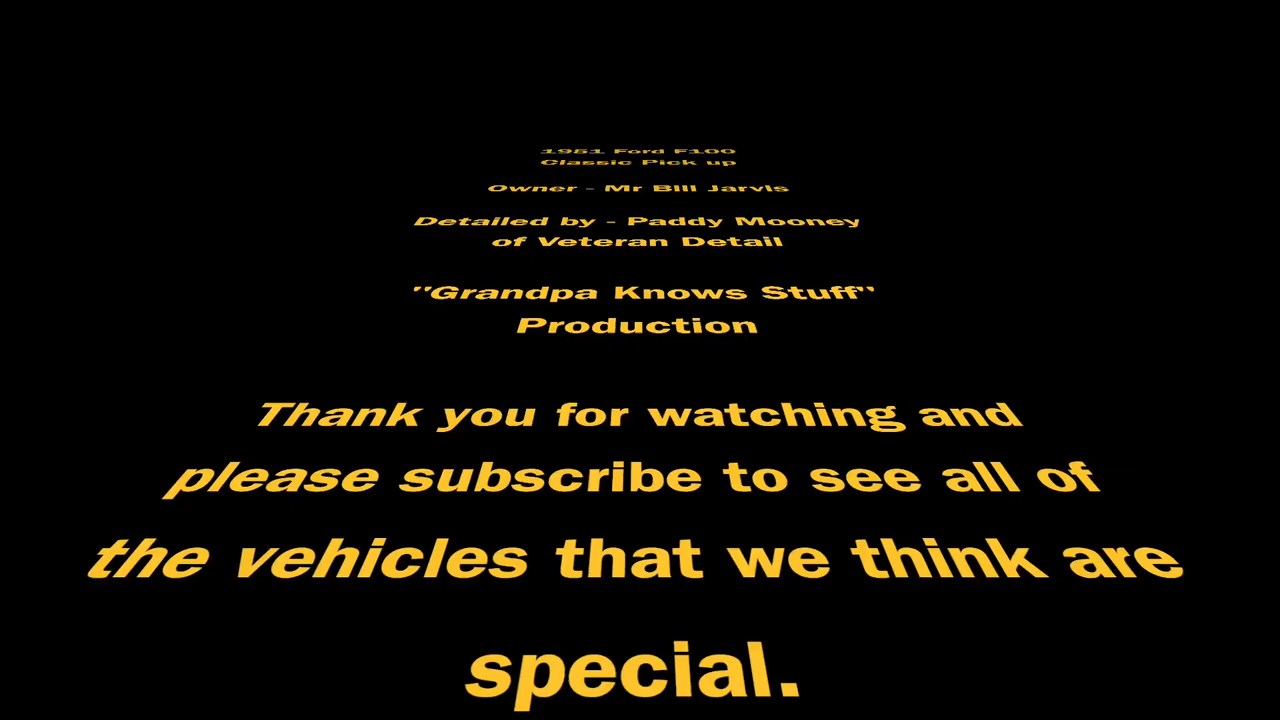 1951 Ford F100
Classic Pick up
Owner - Mr Bill Jarvis
Detailed by - Paddy Mooney
of Veteran Detail
"Grandpa Knows Stuff"
Production
Thank you for watching and
please subscribe to see all of
the vehicles that we think are
special.